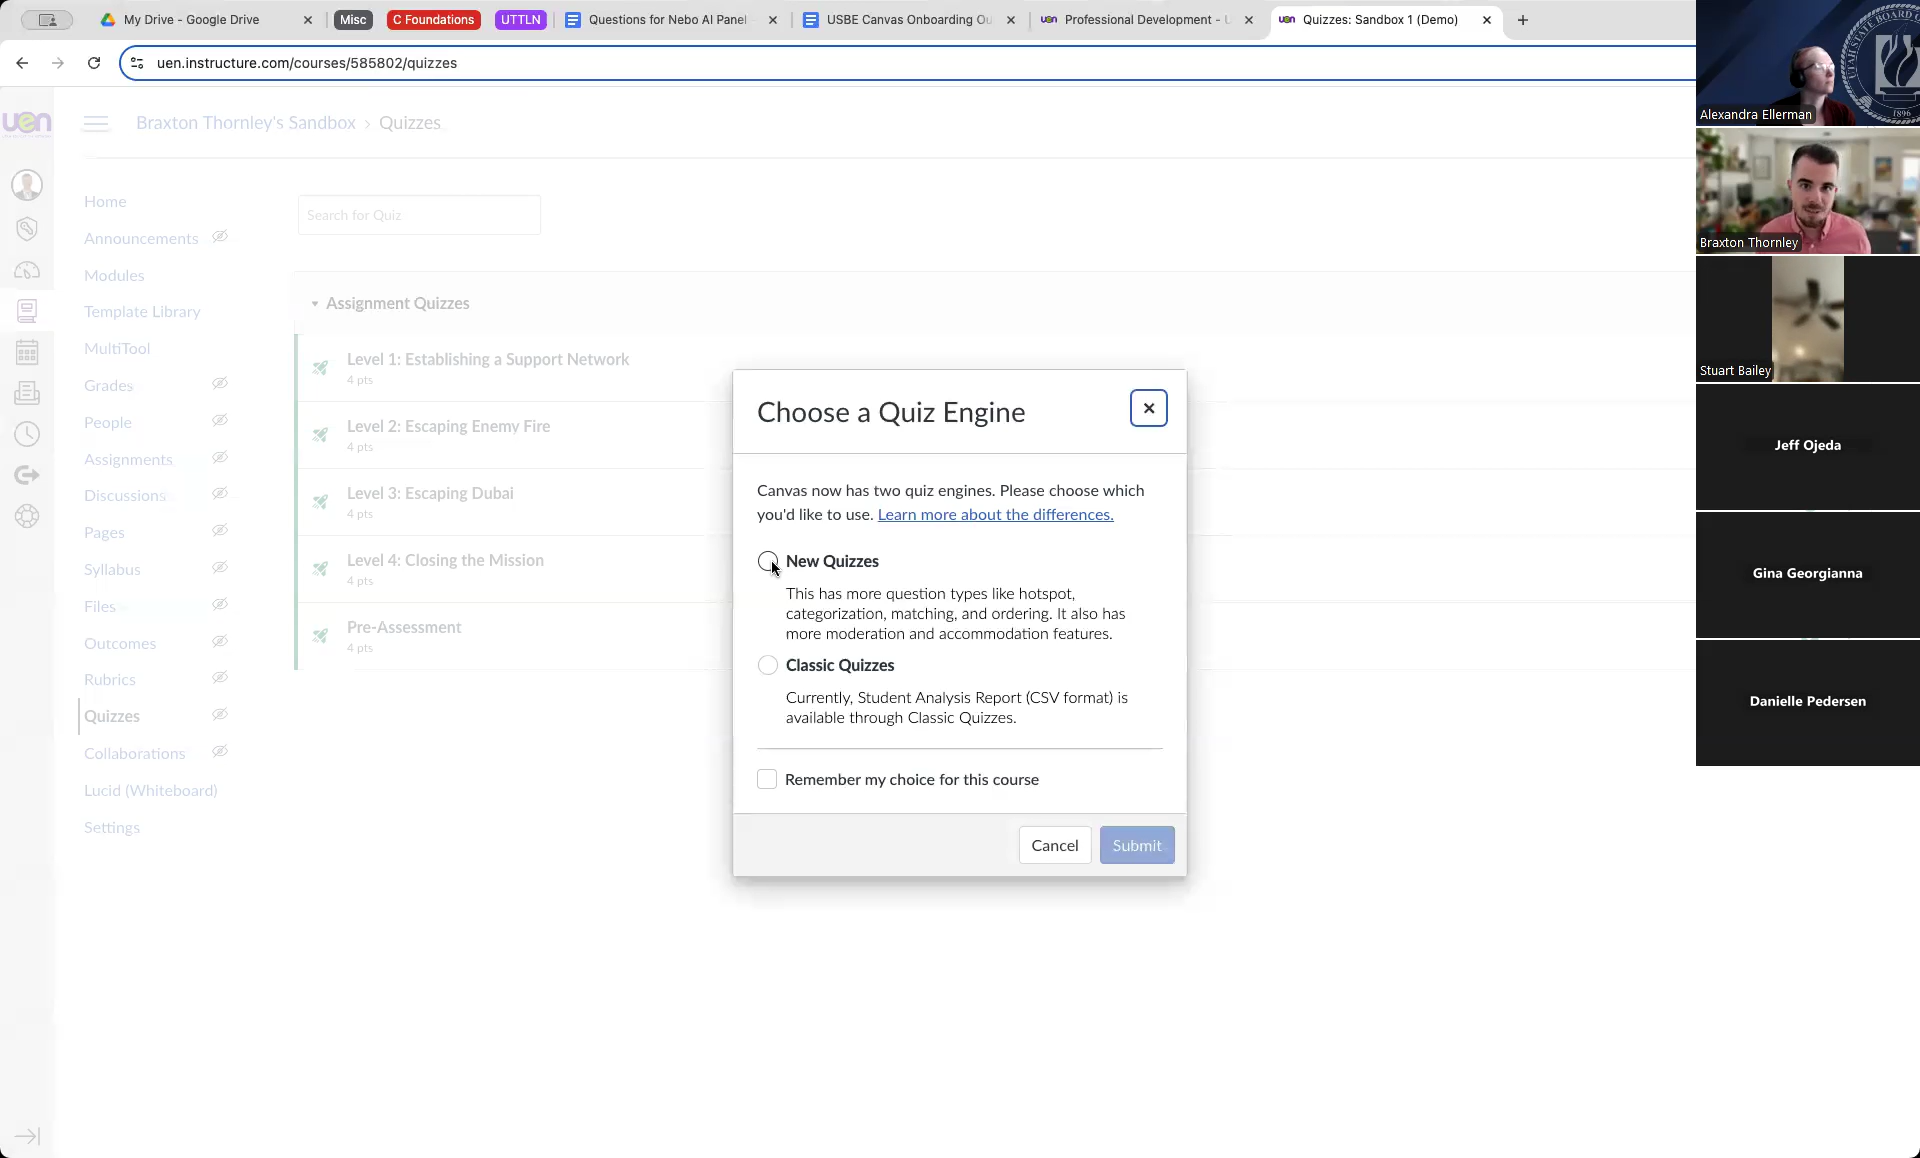 My Drive - Google Drive
Misc
C Foundations
UTTLN
Questions for Nebo AI Panel
USBE Canvas Onboarding Ou
Professional Development - U
Quizzes: Sandbox 1 (Demo)
uen.instructure.com/courses/585802/quizzes
uen
Braxton Thornley's Sandbox › Quizzes
Home
Announcements
Modules
Template Library
MultiTool
Grades
People
Assignments
Discussions
Pages
Syllabus
Files
Outcomes
Rubrics
Quizzes
Collaborations
Lucid (Whiteboard)
Settings
Search for Quiz
Assignment Quizzes
Level 1: Establishing a Support Network
4 pts
Level 2: Escaping Enemy Fire
4 pts
Level 3: Escaping Dubai
4 pts
Level 4: Closing the Mission
4 pts
Pre-Assessment
4 pts
Choose a Quiz Engine
Canvas now has two quiz engines. Please choose which
you'd like to use. Learn more about the differences.
New Quizzes
This has more question types like hotspot,
categorization, matching, and ordering. It also has
more moderation and accommodation features.
Classic Quizzes
Currently, Student Analysis Report (CSV format) is
available through Classic Quizzes.
Remember my choice for this course
Cancel
Submit
UTAH STATE BOARD O
1896
Alexandra Ellerman
Braxton Thornley
Stuart Bailey
Jeff Ojeda
Gina Georgianna
Danielle Pedersen